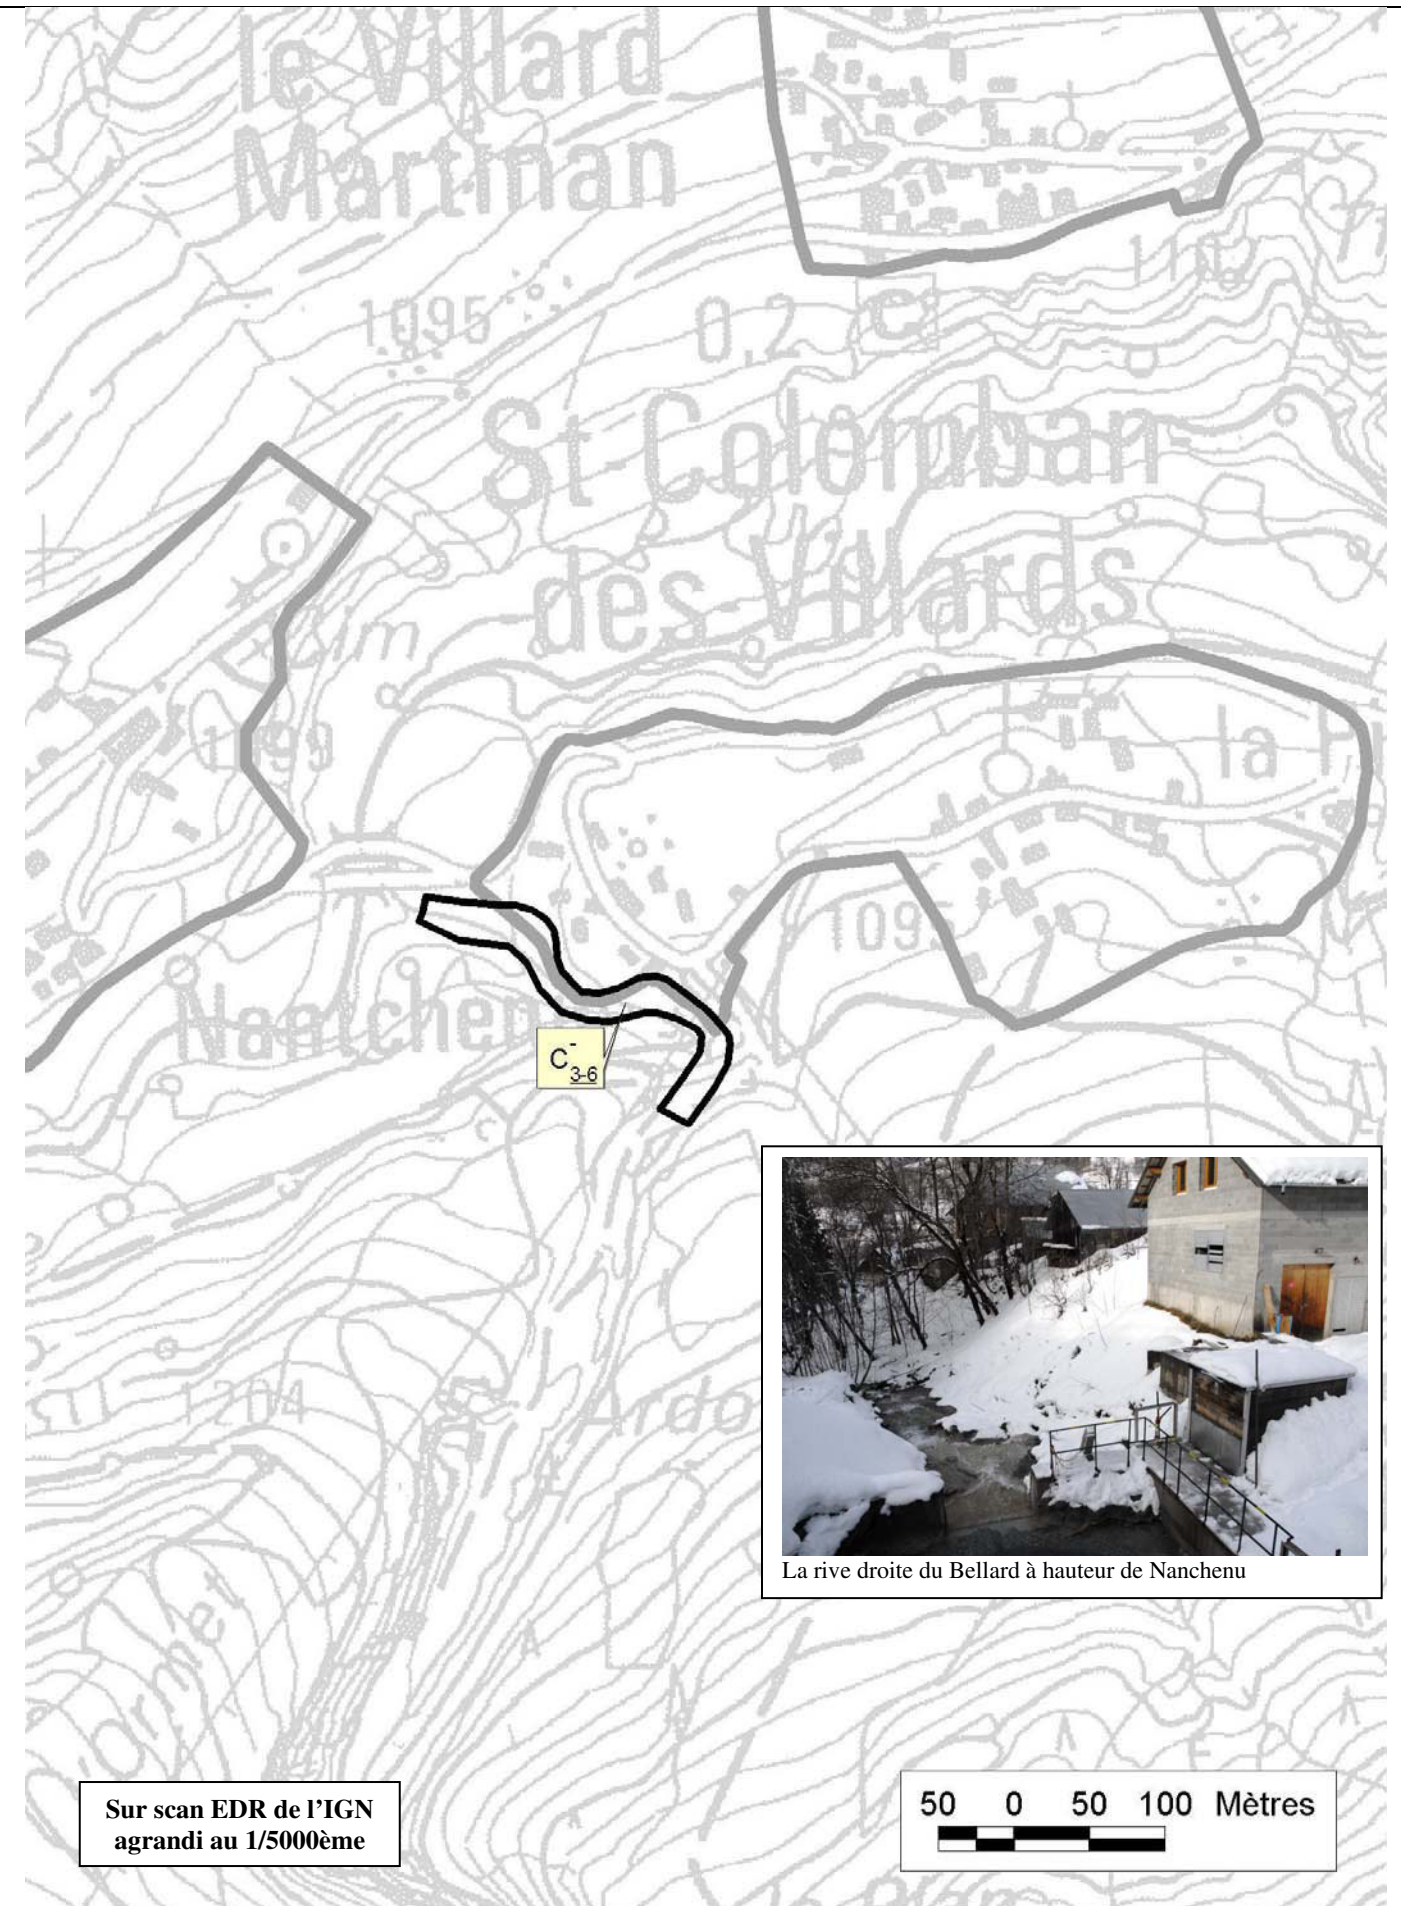 le Villard
Martinan
1095
0,2
C
St Colomban
des Villards
1099
la
1095
C -
3-6
1204
Ardo
La rive droite du Bellard à hauteur de Nanchenu
Sur scan EDR de l'IGN
agrandi au 1/5000ème
50 0 50 100 Mètres